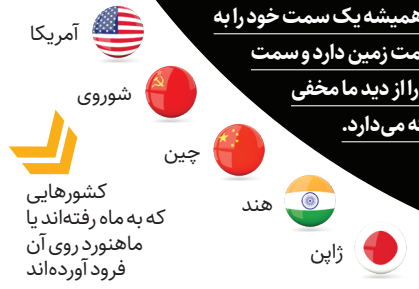 همیشه یک سمت خود را به
سمت زمین دارد و سمت
را از دید ما مخفی
می‌دارد.
آمریکا
شوروی
چین
هند
ژاپن
کشورهایی
که به ماه رفته‌اند یا
ماهنورد روی آن
فرود آورده‌اند